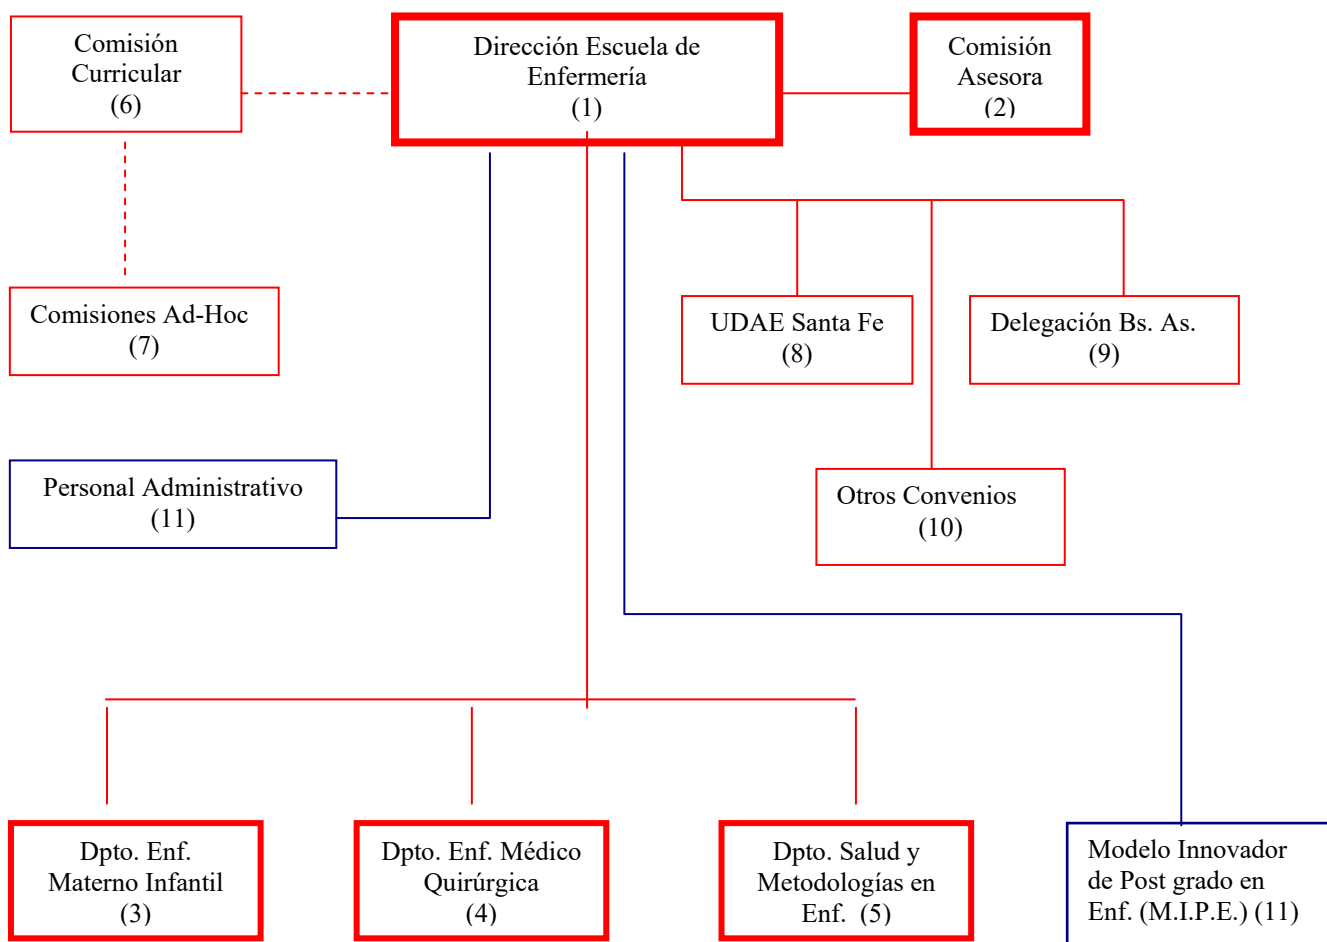 Comisión
Curricular
(6)
Dirección Escuela de
Enfermería
(1)
Comisión
Asesora
(2)
Comisiones Ad-Hoc
(7)
UDAE Santa Fe
(8)
Delegación Bs. As.
(9)
Personal Administrativo
(11)
Otros Convenios
(10)
Dpto. Enf.
Materno Infantil
(3)
Dpto. Enf. Médico
Quirúrgica
(4)
Dpto. Salud y
Metodologías en
Enf. (5)
Modelo Innovador
de Post grado en
Enf. (M.I.P.E.) (11)